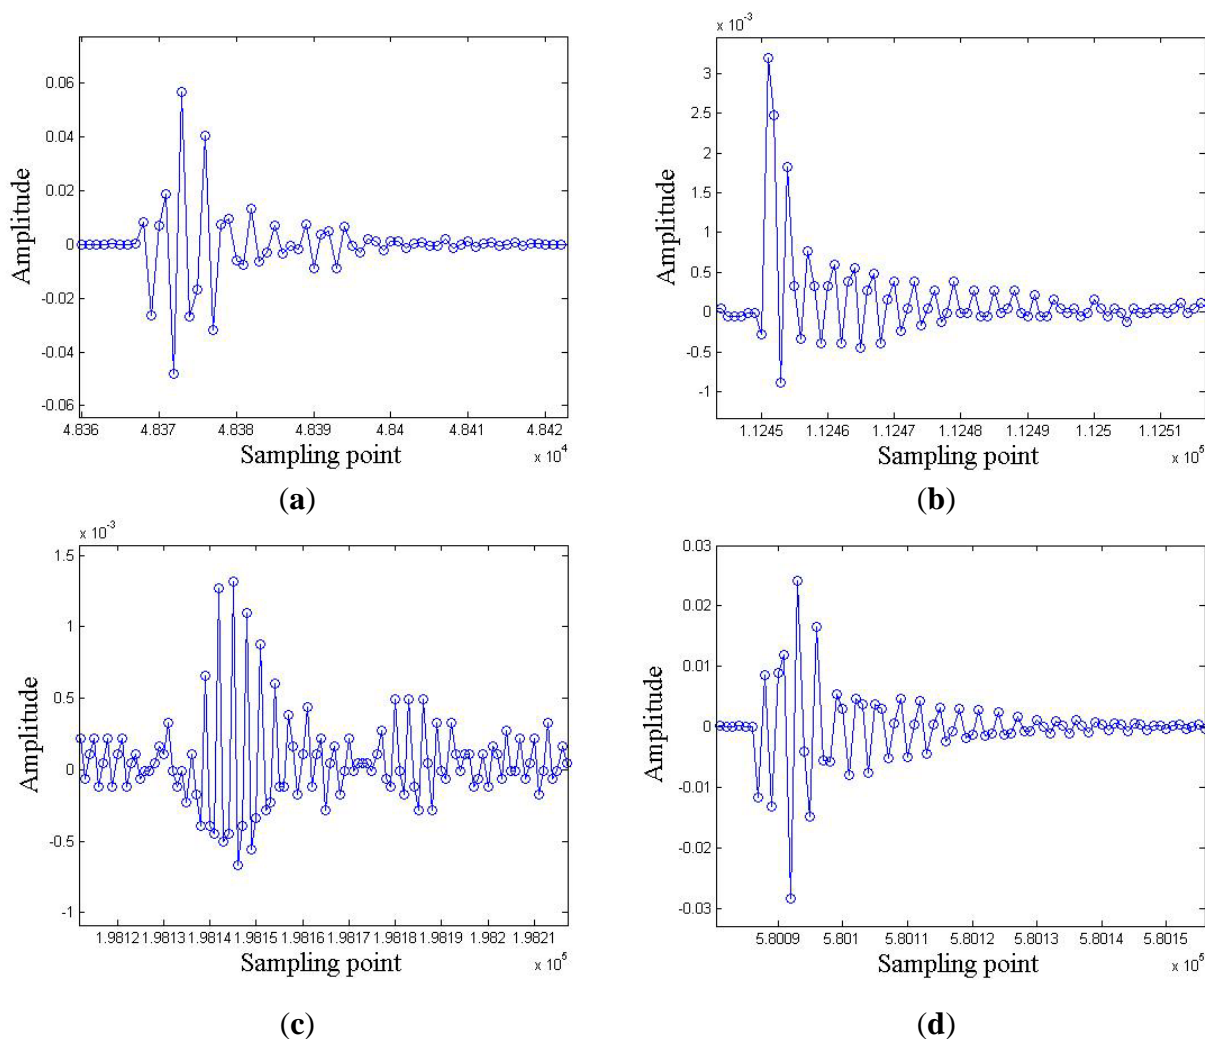 0.06
0.04
0.02
0
-0.02
-0.04
-0.06
Amplitude
4.836 4.837 4.838 4.839 4.84 4.841 4.842
Sampling point
x 10^4
(a)
x 10^-3
3
2.5
2
1.5
1
0.5
0
-0.5
-1
Amplitude
1.1245 1.1246 1.1247 1.1248 1.1249 1.125 1.1251
Sampling point
x 10^5
(b)
x 10^-3
1.5
1
0.5
0
-0.5
-1
Amplitude
1.9812 1.9813 1.9814 1.9815 1.9816 1.9817 1.9818 1.9819 1.982 1.9821
Sampling point
x 10^5
(c)
0.03
0.02
0.01
0
-0.01
-0.02
-0.03
Amplitude
5.8009 5.801 5.8011 5.8012 5.8013 5.8014 5.8015
Sampling point
x 10^5
(d)